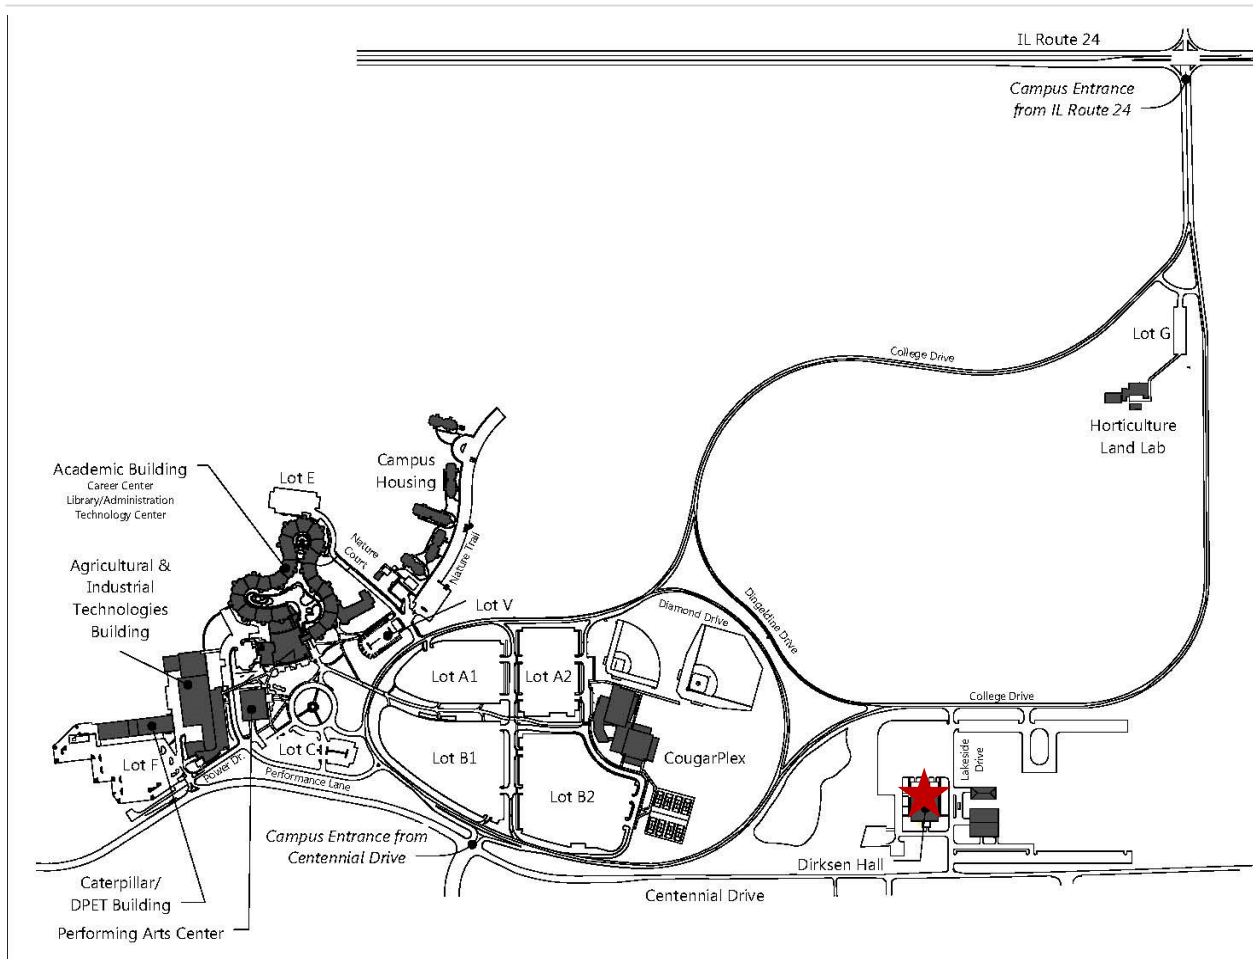 IL Route 24
Campus Entrance
from IL Route 24
College Drive
Lot G
Horticulture
Land Lab
Academic Building
Career Center
Library/Administration
Technology Center
Lot E
Campus
Housing
Nature
Court
Nature Trail
Agricultural &
Industrial
Technologies
Building
Lot V
Diamond Drive
Dingeldine Drive
Lot A1
Lot A2
College Drive
Lot C
Lot F
Power Dr.
Performance Lane
Lot B1
Lot B2
CougarPlex
Lakeside
Drive
Campus Entrance from
Centennial Drive
Dirksen Hall
Caterpillar/
DPET Building
Centennial Drive
Performing Arts Center